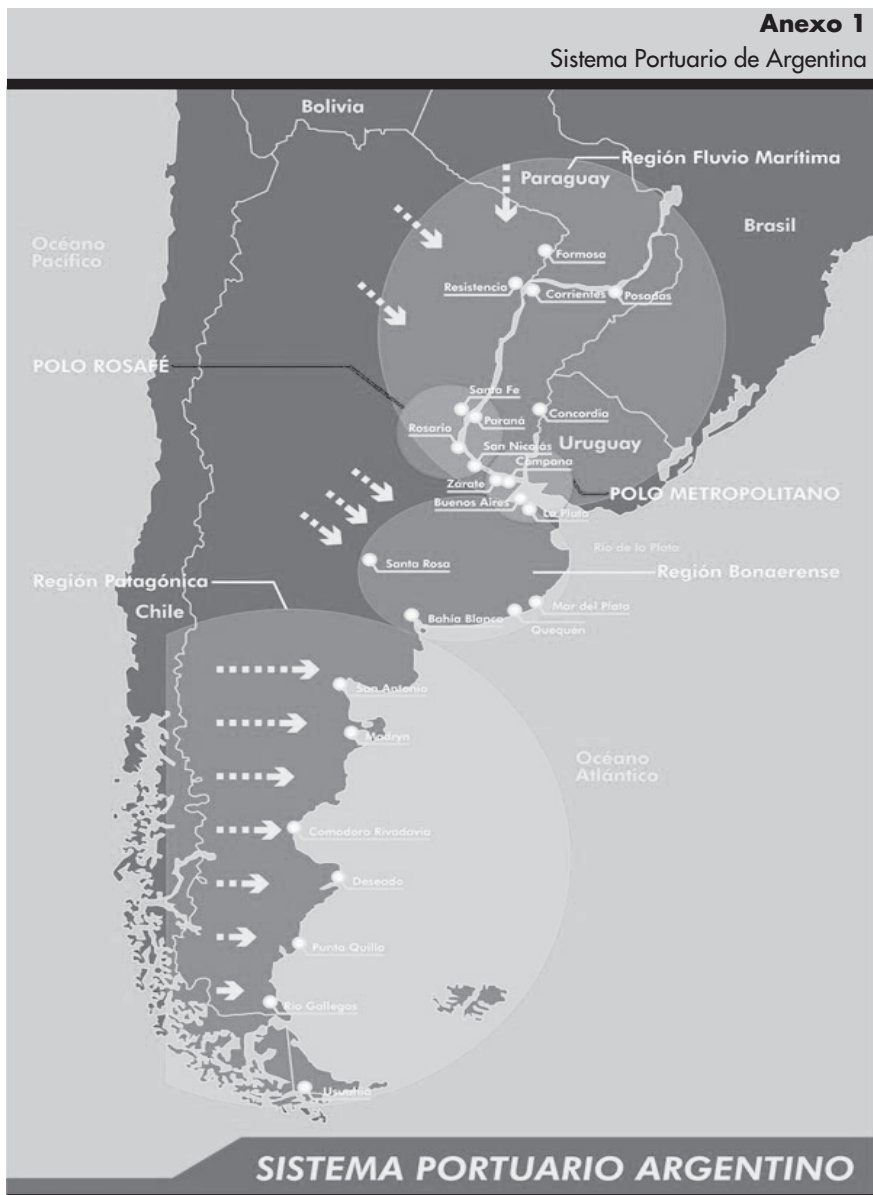 Anexo 1
Sistema Portuario de Argentina
Bolivia
Región Fluvio Marítima
Paraguay
Brasil
Océano
Pacífico
Formosa
Resistencia
Corrientes
Posadas
POLO ROSAFÉ
Santa Fe
Concordia
Paraná
Rosario
Uruguay
San Nicolás
Campana
Zárate
POLO METROPOLITANO
Buenos Aires
La Plata
Río de la Plata
Santa Rosa
Región Bonaerense
Región Patagónica
Chile
Mar del Plata
Bahía Blanca
Quequén
San Antonio
Madryn
Océano
Atlántico
Comodoro Rivadavia
Deseado
Punta Quilla
Río Gallegos
Usuahia
SISTEMA PORTUARIO ARGENTINO